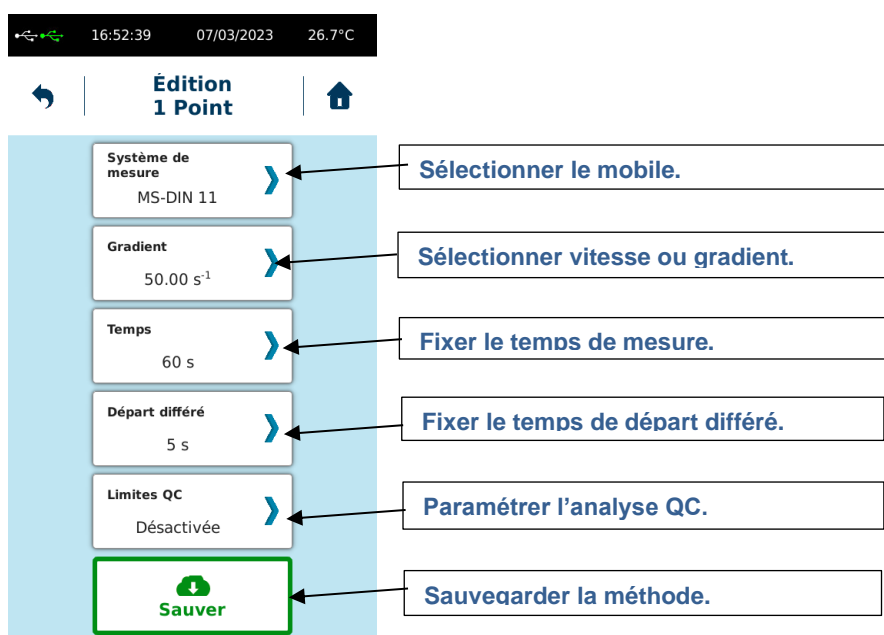 16:52:39 07/03/2023 26.7°C
Édition
1 Point
Système de
mesure
MS-DIN 11
Sélectionner le mobile.
Gradient
50.00 s⁻¹
Sélectionner vitesse ou gradient.
Temps
60 s
Fixer le temps de mesure.
Départ différé
5 s
Fixer le temps de départ différé.
Limites QC
Désactivée
Paramétrer l’analyse QC.
Sauver
Sauvegarder la méthode.